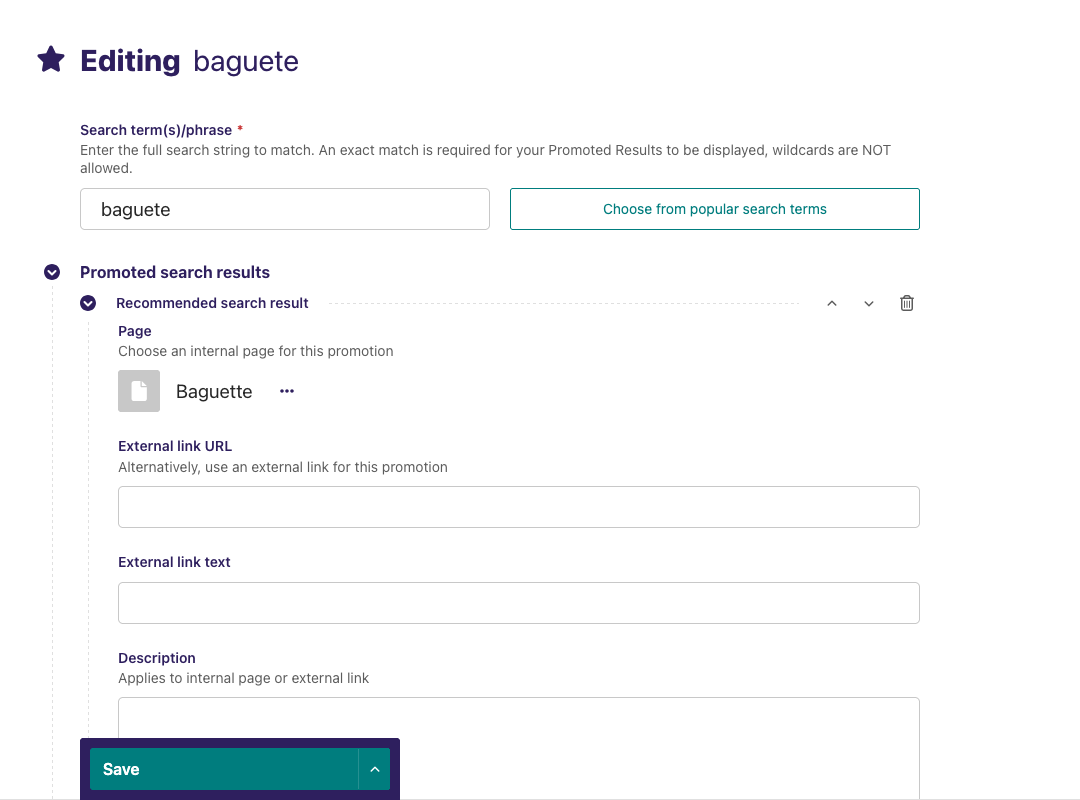 Editing baguete
Search term(s)/phrase *
Enter the full search string to match. An exact match is required for your Promoted Results to be displayed, wildcards are NOT
allowed.
baguete
Choose from popular search terms
Promoted search results
Recommended search result
Page
Choose an internal page for this promotion
Baguette
External link URL
Alternatively, use an external link for this promotion
External link text
Description
Applies to internal page or external link
Save